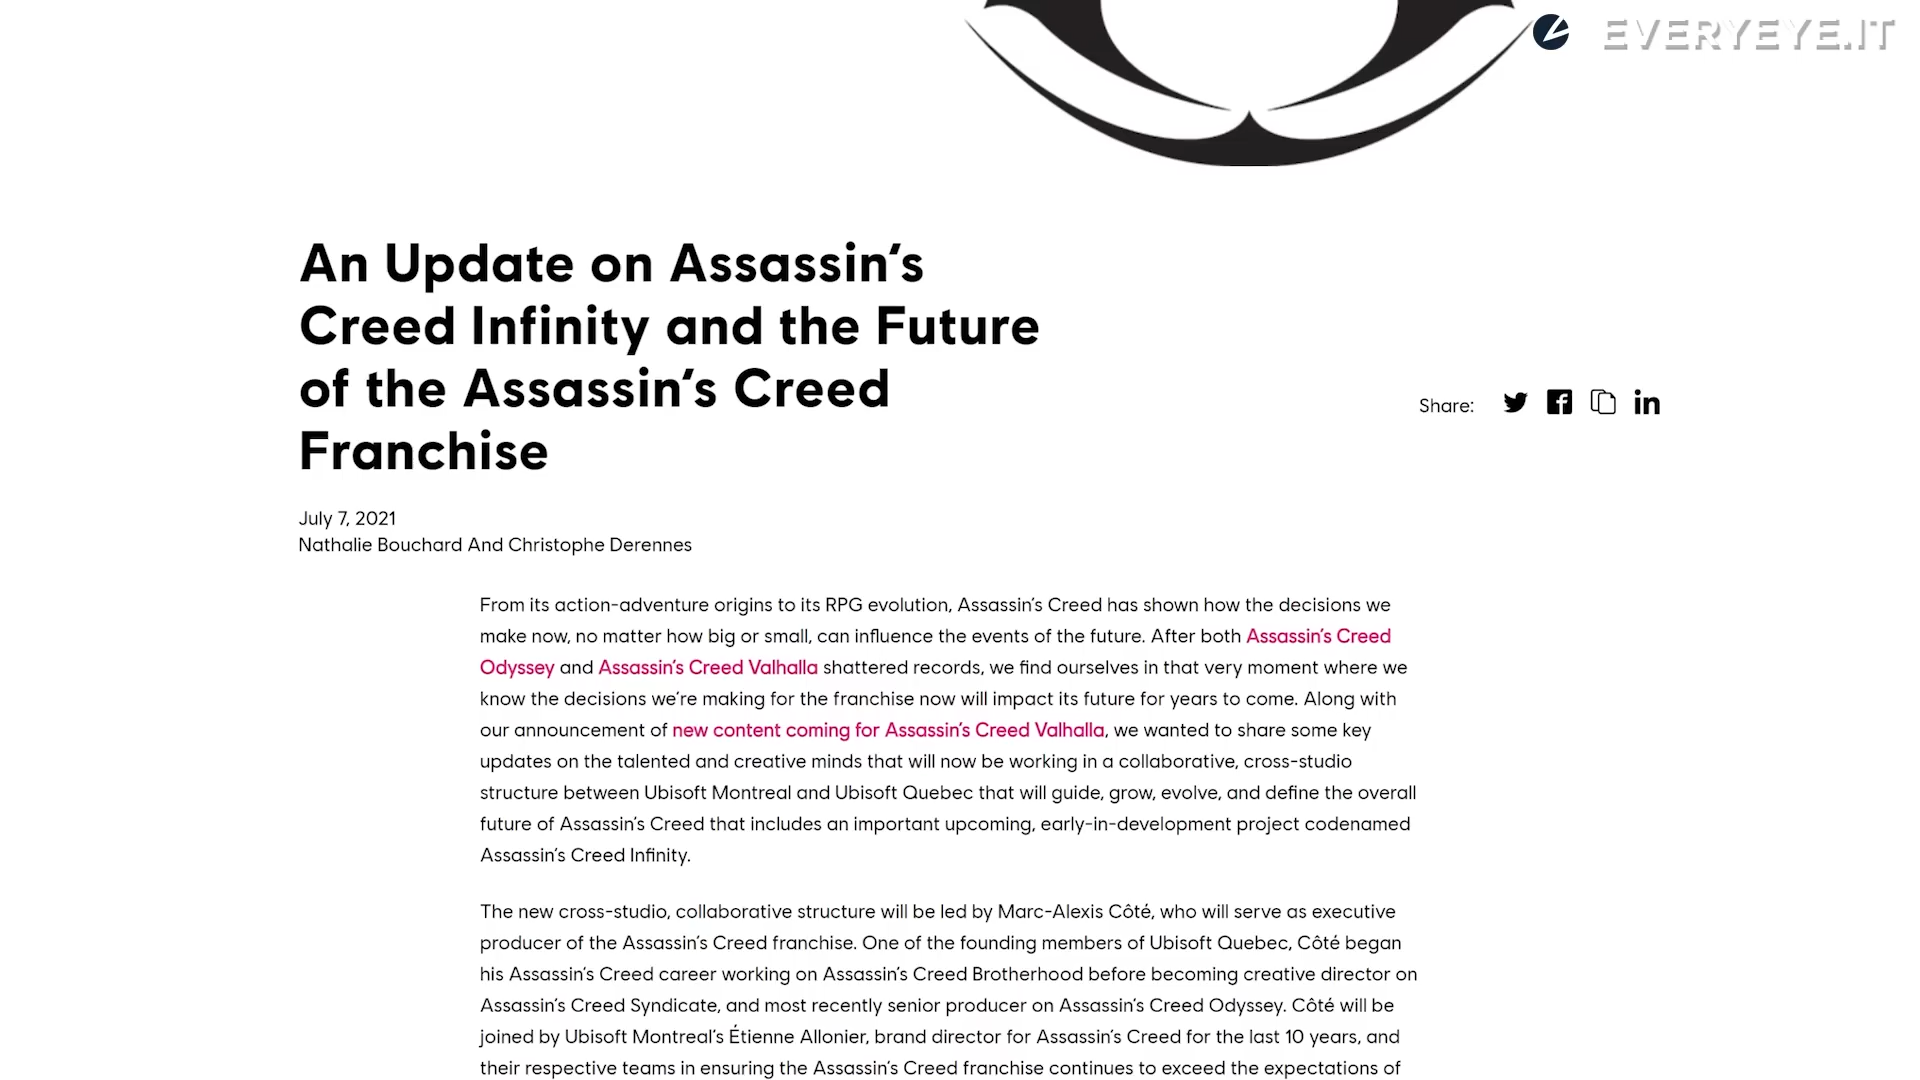 EVERYEYE.IT
An Update on Assassin's
Creed Infinity and the Future
of the Assassin's Creed
Franchise
Share:
July 7, 2021
Nathalie Bouchard And Christophe Derennes
From its action-adventure origins to its RPG evolution, Assassin's Creed has shown how the decisions we
make now, no matter how big or small, can influence the events of the future. After both Assassin's Creed
Odyssey and Assassin's Creed Valhalla shattered records, we find ourselves in that very moment where we
know the decisions we're making for the franchise now will impact its future for years to come. Along with
our announcement of new content coming for Assassin's Creed Valhalla, we wanted to share some key
updates on the talented and creative minds that will now be working in a collaborative, cross-studio
structure between Ubisoft Montreal and Ubisoft Quebec that will guide, grow, evolve, and define the overall
future of Assassin's Creed that includes an important upcoming, early-in-development project codenamed
Assassin's Creed Infinity.
The new cross-studio, collaborative structure will be led by Marc-Alexis Côté, who will serve as executive
producer of the Assassin's Creed franchise. One of the founding members of Ubisoft Quebec, Côté began
his Assassin's Creed career working on Assassin's Creed Brotherhood before becoming creative director on
Assassin's Creed Syndicate, and most recently senior producer on Assassin's Creed Odyssey. Côté will be
joined by Ubisoft Montreal's Étienne Allonier, brand director for Assassin's Creed for the last 10 years, and
their respective teams in ensuring the Assassin's Creed franchise continues to exceed the expectations of